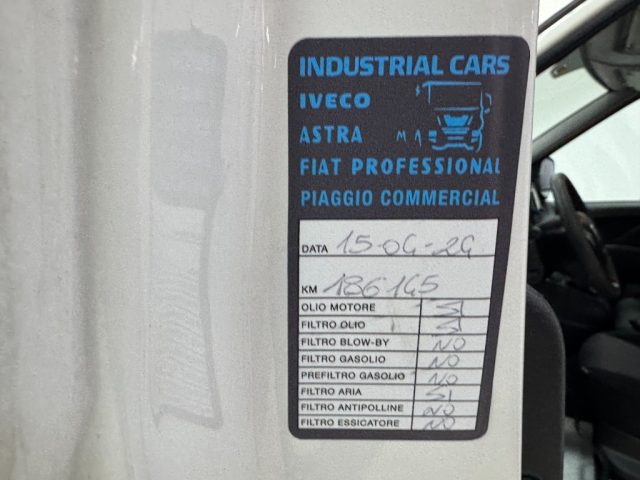 INDUSTRIAL CARS
IVECO
ASTRA
FIAT PROFESSIONAL
PIAGGIO COMMERCIAL
DATA 15-04-24
KM 186145
OLIO MOTORE SI
FILTRO OLIO SI
FILTRO BLOW-BY NO
FILTRO GASOLIO NO
PREFILTRO GASOLIO NO
FILTRO ARIA SI
FILTRO ANTIPOLLINE NO
FILTRO ESSICATORE NO